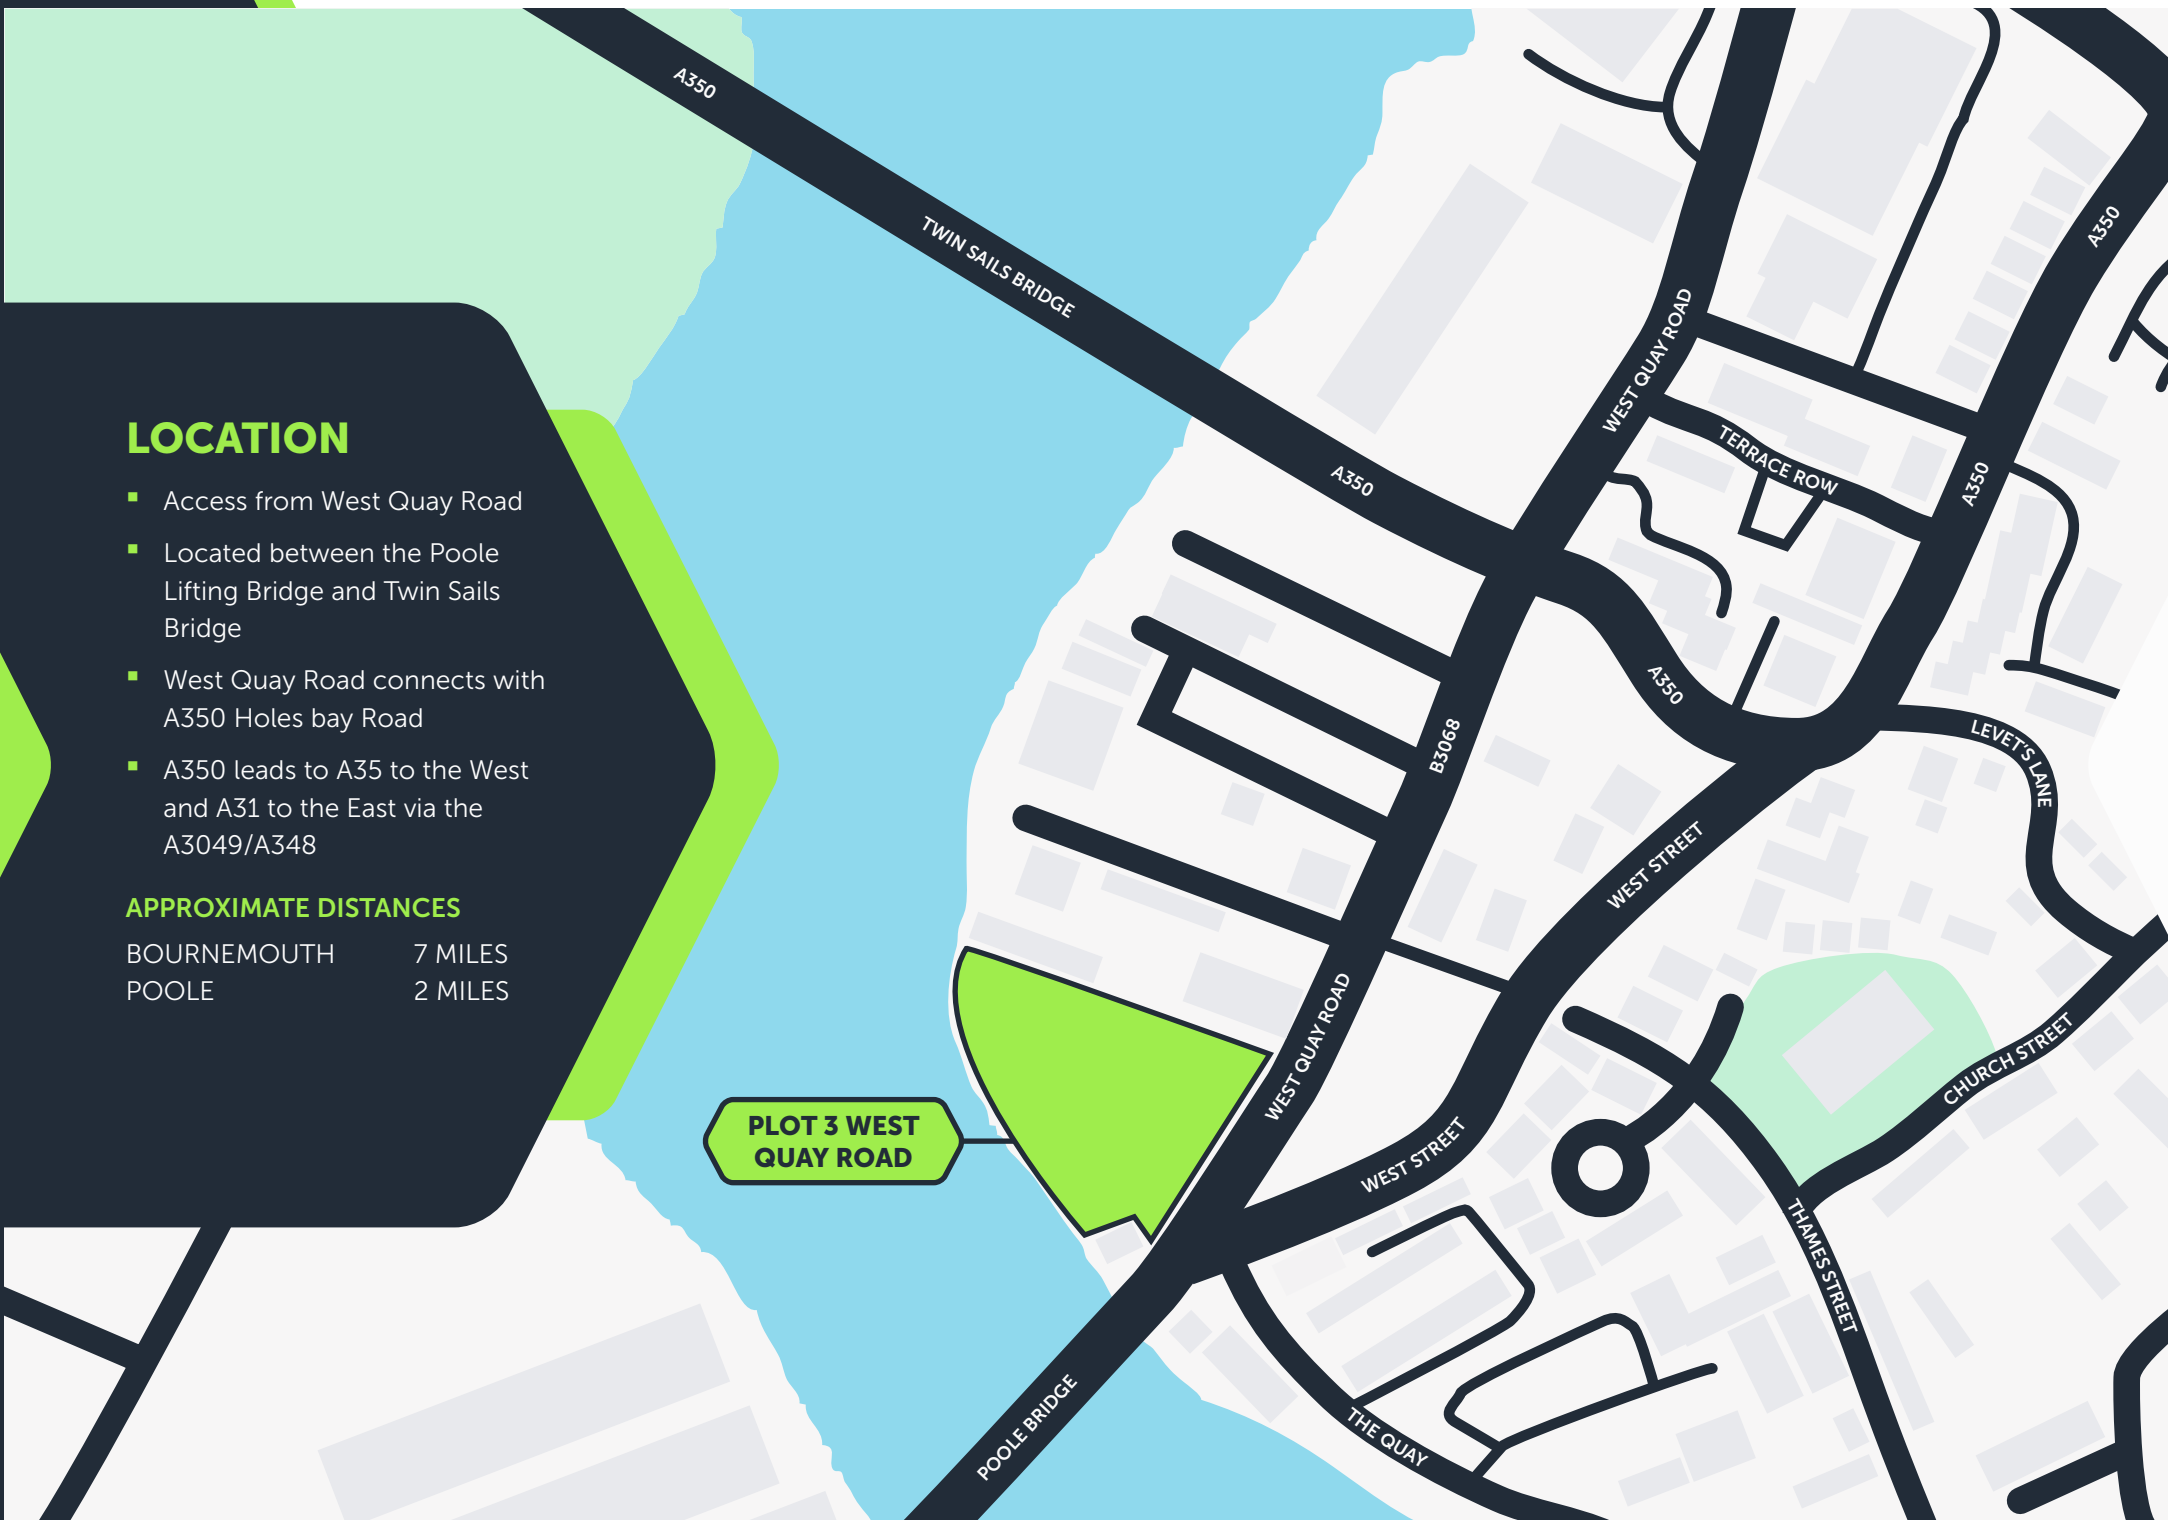 LOCATION
Access from West Quay Road
Located between the Poole
Lifting Bridge and Twin Sails
Bridge
West Quay Road connects with
A350 Holes bay Road
A350 leads to A35 to the West
and A31 to the East via the
A3049/A348
APPROXIMATE DISTANCES
BOURNEMOUTH 7 MILES
POOLE 2 MILES
A350
TWIN SAILS BRIDGE
A350
WEST QUAY ROAD
A350
TERRACE ROW
A350
A350
B3068
LEVET'S LANE
WEST STREET
WEST QUAY ROAD
CHURCH STREET
PLOT 3 WEST
QUAY ROAD
WEST STREET
THAMES STREET
POOLE BRIDGE
THE QUAY